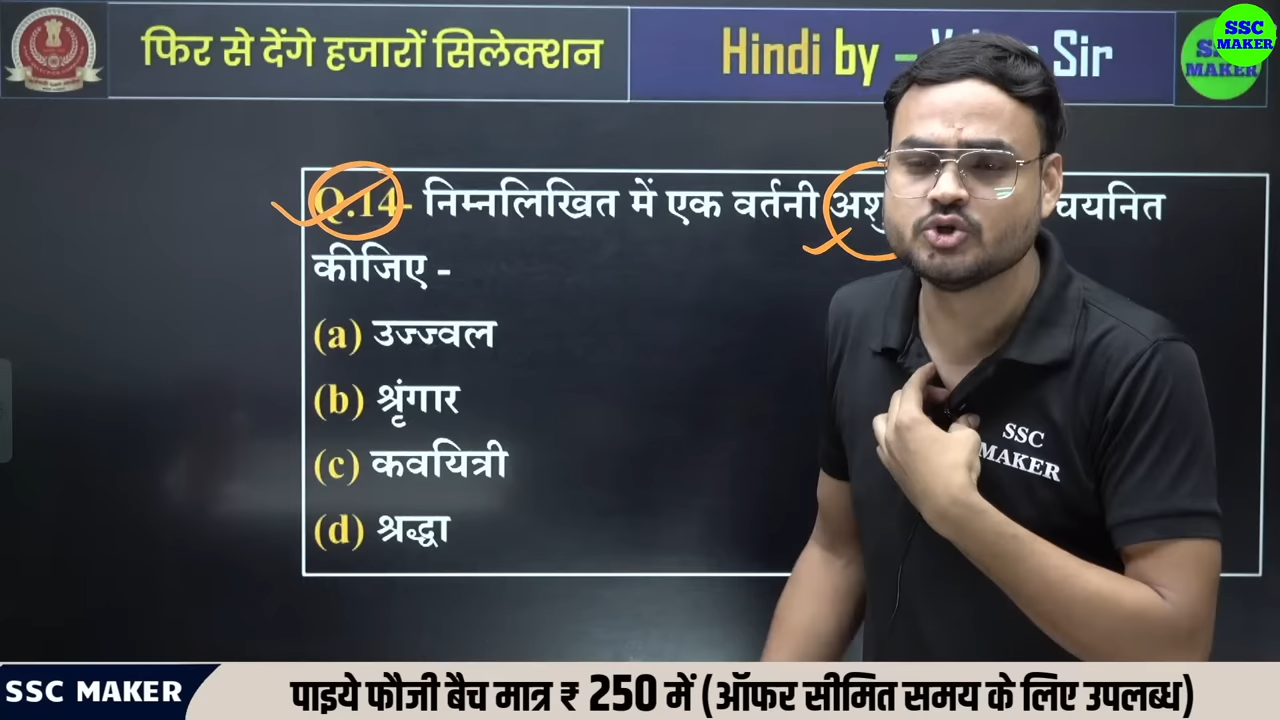 फिर से देंगे हजारों सिलेक्शन
Hindi by – Sir
SSC
MAKER
MAKER
Q.14- निम्नलिखित में एक वर्तनी चयनित
कीजिए -
(a) उज्ज्वल
(b) श्रृंगार
(c) कवयित्री
(d) श्रद्धा
SSC
MAKER
SSC MAKER
पाइये फौजी बैच मात्र ₹ 250 में (ऑफर सीमित समय के लिए उपलब्ध)